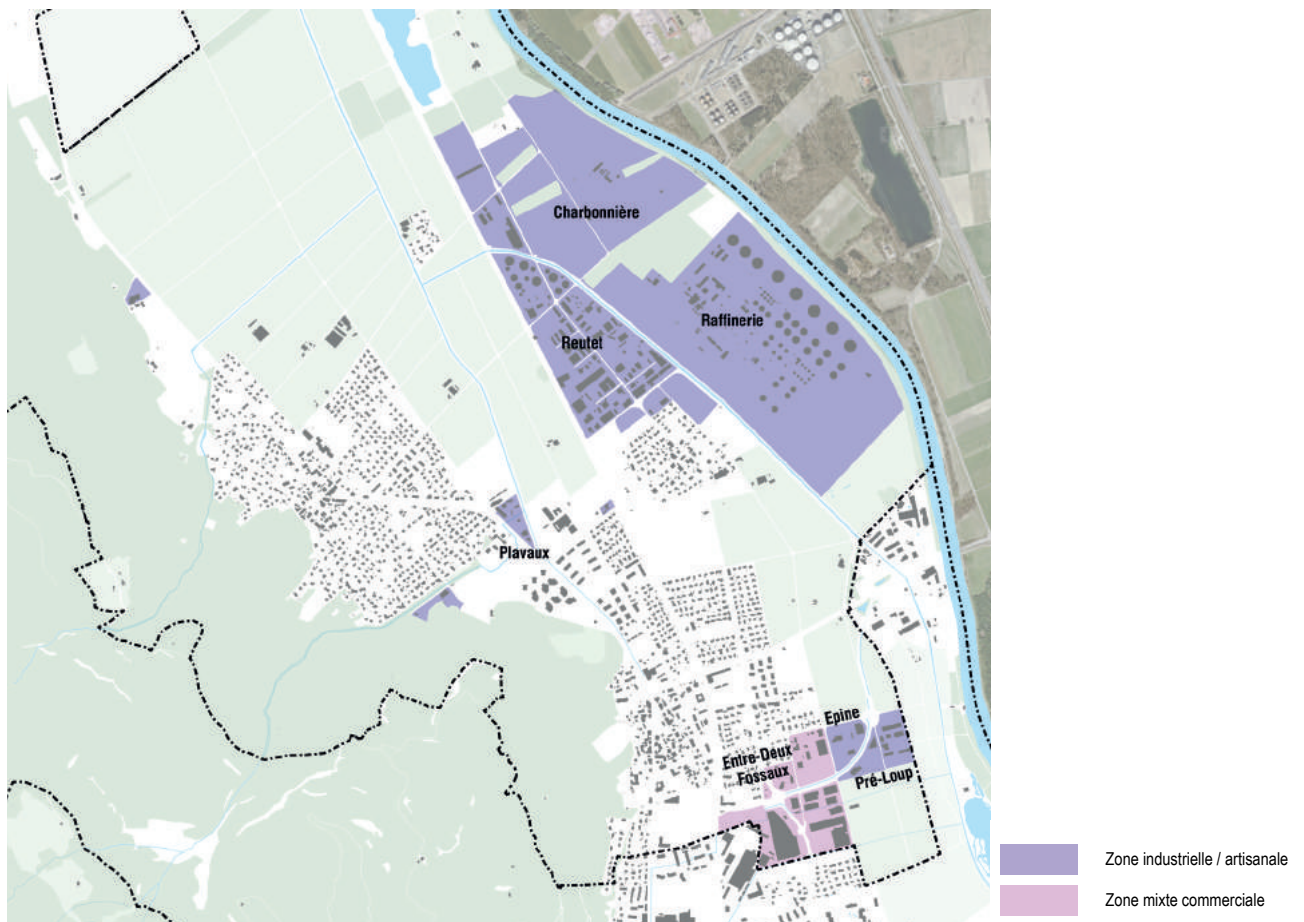 Charbonnière
Raffinerie
Reutet
Plavaux
Epine
Entre-Deux
Fossaux
Pré-Loup
Zone industrielle / artisanale
Zone mixte commerciale